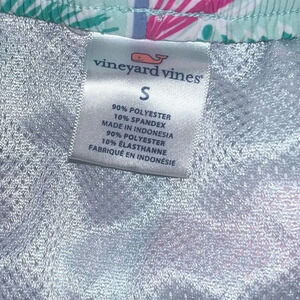 vineyard vines®
S
90% POLYESTER
10% SPANDEX
MADE IN INDONESIA
90% POLYESTER
10% ÉLASTHANNE
FABRIQUÉ EN INDONÉSIE